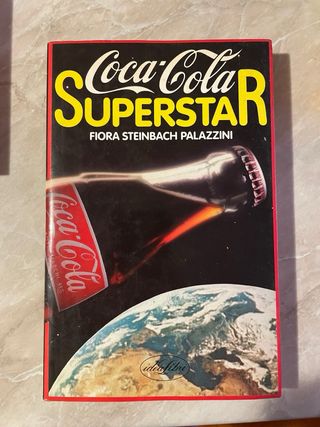 Coca-Cola
SUPERSTAR
FIORA STEINBACH PALAZZINI
Coca-Cola
idealibri